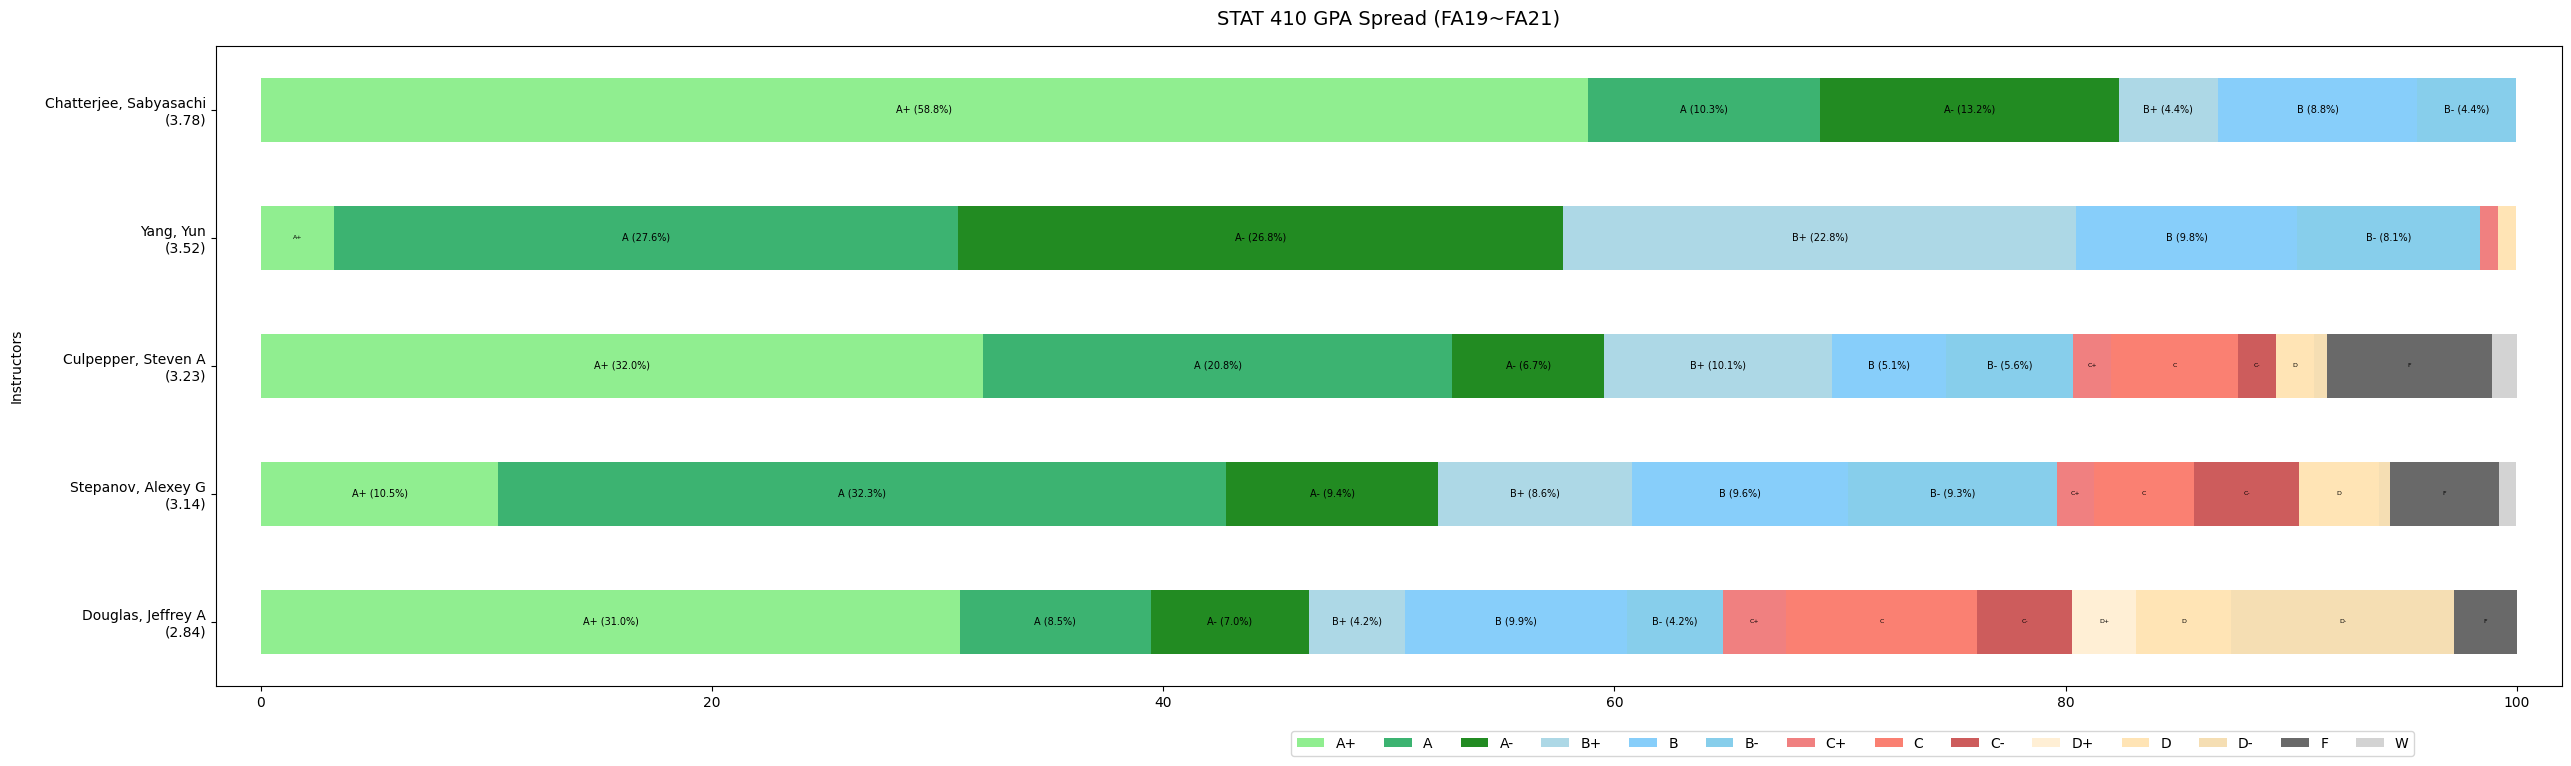 STAT 410 GPA Spread (FA19~FA21)
Instructors
Chatterjee, Sabyasachi
(3.78)
A+ (58.8%) A (10.3%) A- (13.2%) B+ (4.4%) B (8.8%) B- (4.4%)
Yang, Yun
(3.52)
A+ A (27.6%) A- (26.8%) B+ (22.8%) B (9.8%) B- (8.1%)
Culpepper, Steven A
(3.23)
A+ (32.0%) A (20.8%) A- (6.7%) B+ (10.1%) B (5.1%) B- (5.6%) C+ C C- D F
Stepanov, Alexey G
(3.14)
A+ (10.5%) A (32.3%) A- (9.4%) B+ (8.6%) B (9.6%) B- (9.3%) C+ C C- D F
Douglas, Jeffrey A
(2.84)
A+ (31.0%) A (8.5%) A- (7.0%) B+ (4.2%) B (9.9%) B- (4.2%) C+ C C- D+ D D- F
0 20 40 60 80 100
A+ A A- B+ B B- C+ C C- D+ D D- F W